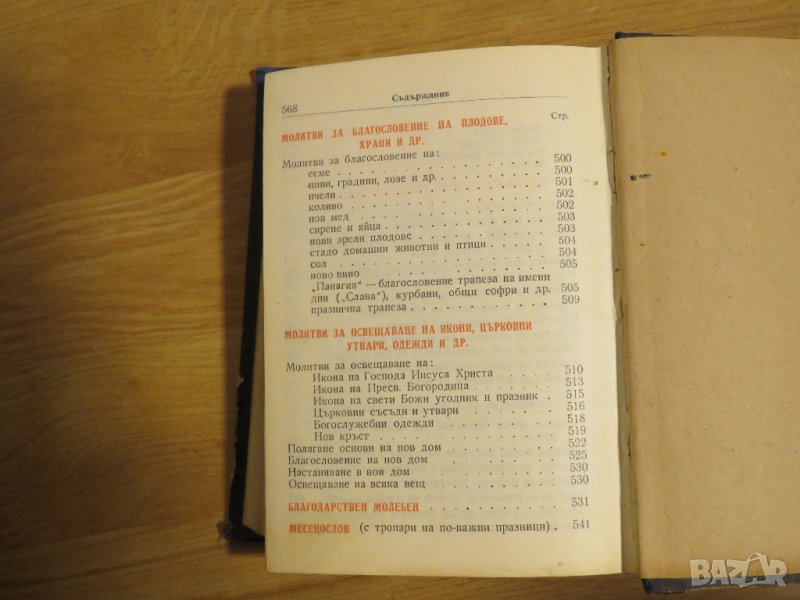 568
Съдържание
Стр.
МОЛИТВИ ЗА БЛАГОСЛОВЕНИЕ НА ПЛОДОВЕ,
ХРАНИ И ДР.
Молитви за благословение на:
семе . . . . . . . . . . . . 500
ниви, градини, лозе и др. . . . . . . 500
пчели . . . . . . . . . . . . 501
коливо . . . . . . . . . . . . 502
нов мед . . . . . . . . . . . . 502
сирене и яйца . . . . . . . . . . 503
нови зрели плодове . . . . . . . . 503
стадо домашни животни и птици . . . . 504
сол . . . . . . . . . . . . 504
ново вино . . . . . . . . . . . 505
„Панагия“ — благословение трапеза на имени
дни („Слава“), курбани, общи софри и др. 505
празнична трапеза . . . . . . . . 509
МОЛИТВИ ЗА ОСВЕЩАВАНЕ НА ИКОНИ, ЦЪРКОВНИ
УТВАРИ, ОДЕЖДИ И ДР.
Молитви за освещаване на:
Икона на Господа Иисуса Христа . . . . 510
Икона на Пресв. Богородица . . . . . 513
Икона на свети Божи угодник и празник . 515
Църковни съсъди и утвари . . . . . 516
Богослужебни одежди . . . . . . . 518
Нов кръст . . . . . . . . . . 519
Полагане основи на нов дом . . . . . . 522
Благословение на нов дом . . . . . . 525
Настаняване в нов дом . . . . . . . 530
Освещаване на всяка вещ . . . . . . 530
БЛАГОДАРСТВЕН МОЛЕБЕН . . . . . . 531
МЕСЕЦОСЛОВ (с тропари на по-важни празници) . 541
BAZAR.bg